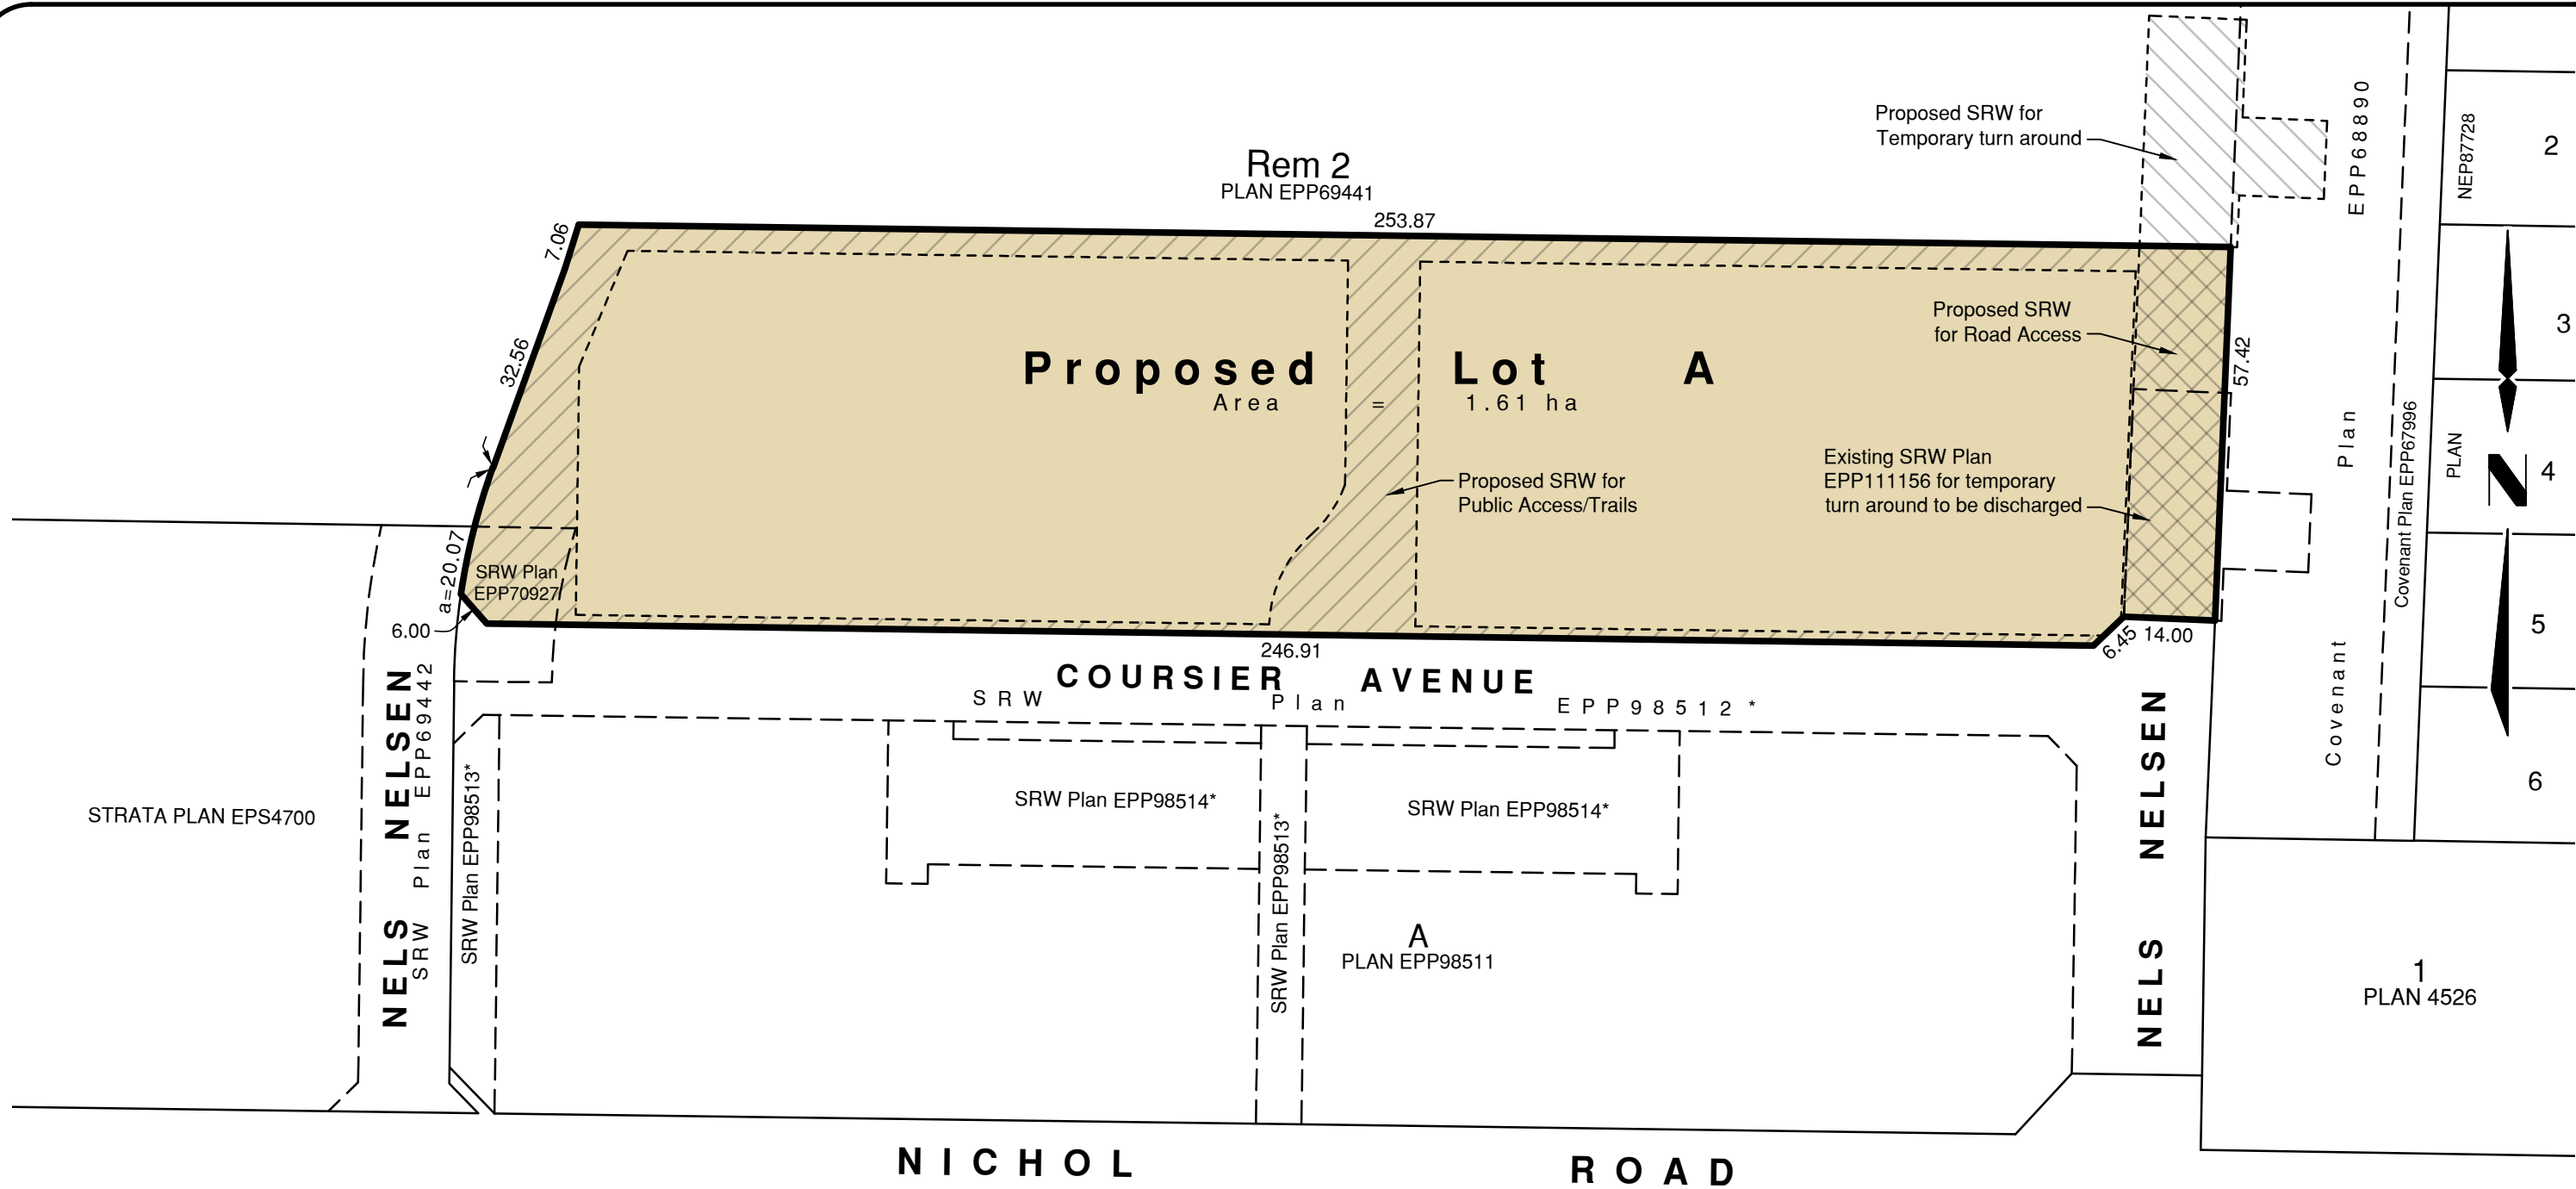 Proposed SRW for
Temporary turn around
EPP68890
NEP87728
2
Rem 2
PLAN EPP69441
253.87
7.06
32.56
Proposed SRW
for Road Access
3
57.42
Proposed Lot A
Area = 1.61 ha
Existing SRW Plan
EPP111156 for temporary
turn around to be discharged
Proposed SRW for
Public Access/Trails
Plan
Covenant Plan EPP67996
PLAN
N
4
a=20.07
SRW Plan
EPP70927
6.00
246.91
6.45
14.00
5
COURSIER AVENUE
SRW Plan EPP98512 *
Covenant
NELS NELSEN
SRW Plan EPP69442
SRW Plan EPP98513*
SRW Plan EPP98514*
SRW Plan EPP98514*
SRW Plan EPP98513*
NELS NELSEN
6
STRATA PLAN EPS4700
A
PLAN EPP98511
1
PLAN 4526
NICHOL ROAD